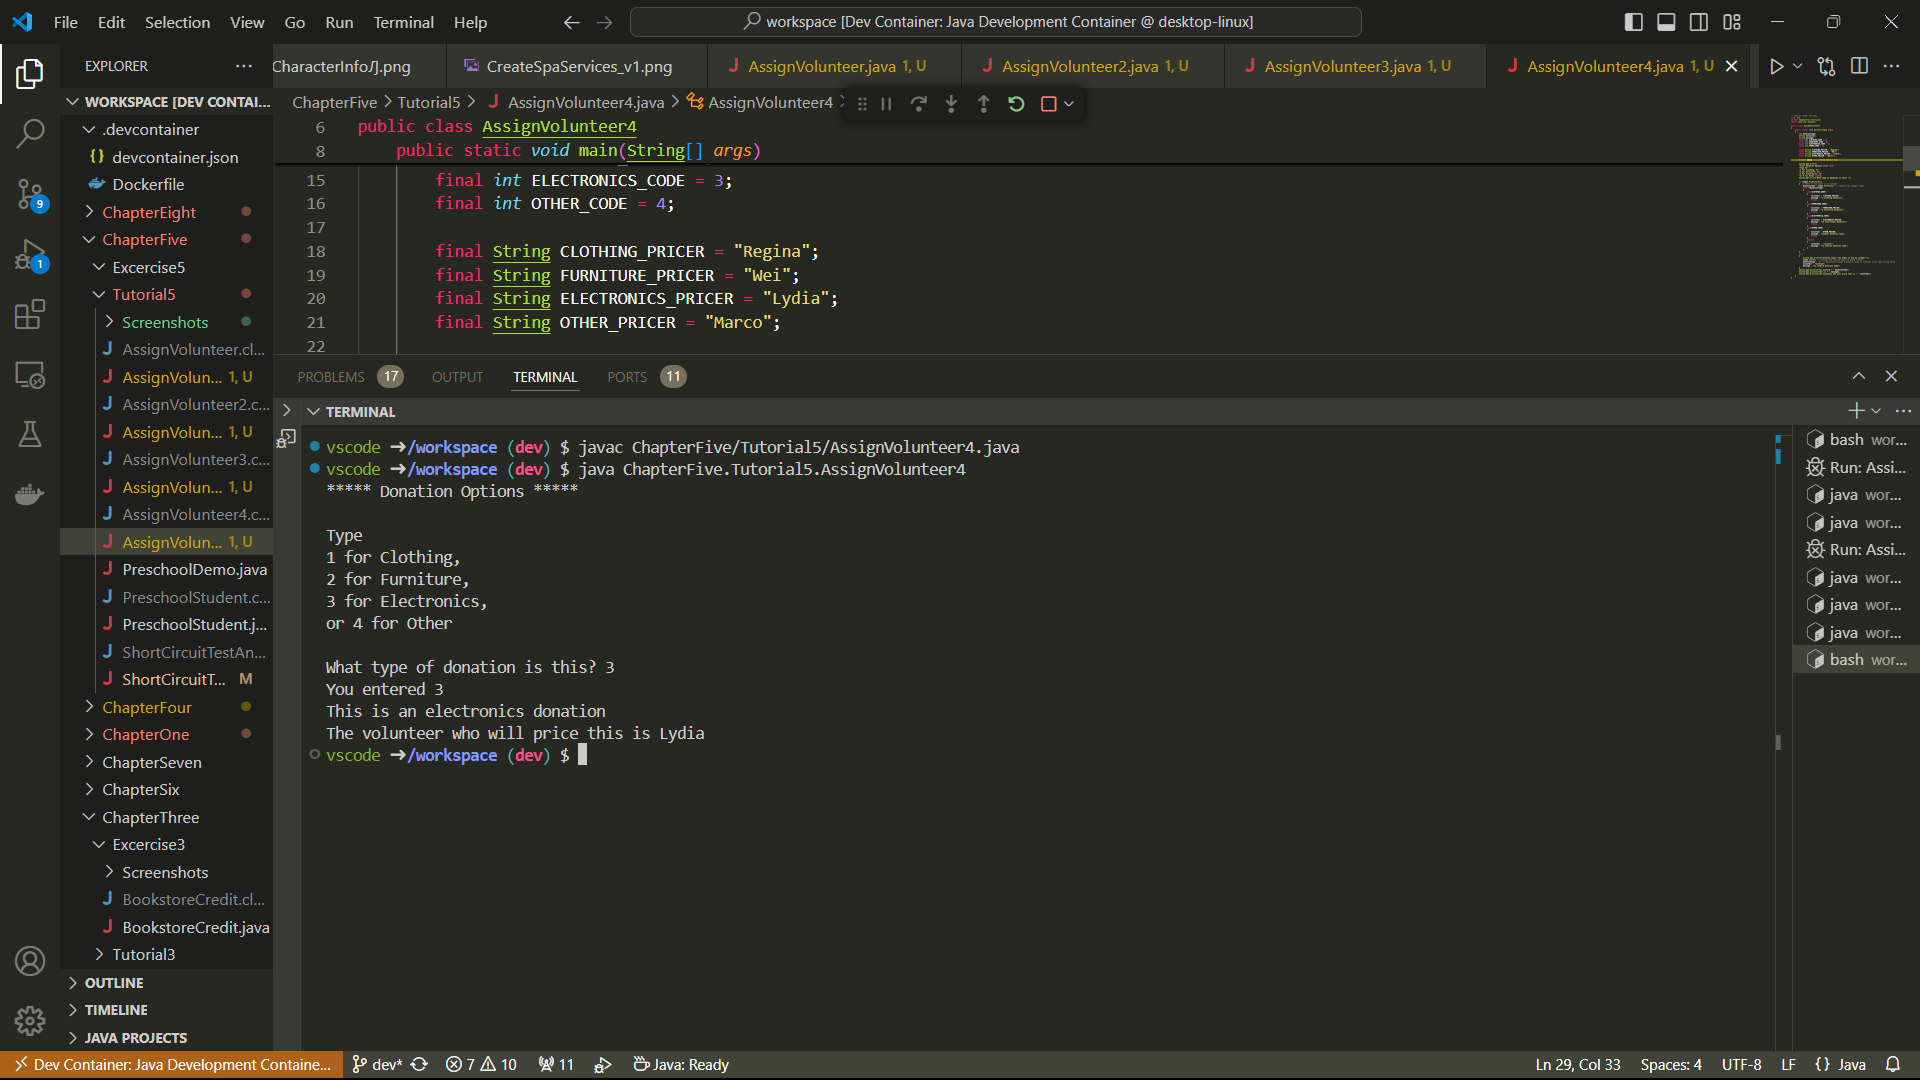 File Edit Selection View Go Run Terminal Help
workspace [Dev Container: Java Development Container @ desktop-linux]
EXPLORER
CharacterInfo/J.png
CreateSpaServices_v1.png
J AssignVolunteer.java 1, U
J AssignVolunteer2.java 1, U
J AssignVolunteer3.java 1, U
J AssignVolunteer4.java 1, U
WORKSPACE [DEV CONTAI...
.devcontainer
{} devcontainer.json
Dockerfile
ChapterEight
ChapterFive
Excercise5
Tutorial5
Screenshots
J AssignVolunteer.cl...
J AssignVolun... 1, U
J AssignVolunteer2.c...
J AssignVolun... 1, U
J AssignVolunteer3.c...
J AssignVolun... 1, U
J AssignVolunteer4.c...
J AssignVolun... 1, U
J PreschoolDemo.java
J PreschoolStudent.c...
J PreschoolStudent.j...
J ShortCircuitTestAn...
J ShortCircuitT... M
ChapterFour
ChapterOne
ChapterSeven
ChapterSix
ChapterThree
Excercise3
Screenshots
J BookstoreCredit.cl...
J BookstoreCredit.java
Tutorial3
OUTLINE
TIMELINE
JAVA PROJECTS
9
1
ChapterFive > Tutorial5 > J AssignVolunteer4.java > AssignVolunteer4
6 public class AssignVolunteer4
8 public static void main(String[] args)
15 final int ELECTRONICS_CODE = 3;
16 final int OTHER_CODE = 4;
17
18 final String CLOTHING_PRICER = "Regina";
19 final String FURNITURE_PRICER = "Wei";
20 final String ELECTRONICS_PRICER = "Lydia";
21 final String OTHER_PRICER = "Marco";
22
PROBLEMS 17 OUTPUT TERMINAL PORTS 11
TERMINAL
vscode ➜/workspace (dev) $ javac ChapterFive/Tutorial5/AssignVolunteer4.java
vscode ➜/workspace (dev) $ java ChapterFive.Tutorial5.AssignVolunteer4
***** Donation Options *****
Type
1 for Clothing,
2 for Furniture,
3 for Electronics,
or 4 for Other
What type of donation is this? 3
You entered 3
This is an electronics donation
The volunteer who will price this is Lydia
vscode ➜/workspace (dev) $
bash wor...
Run: Assi...
java wor...
java wor...
Run: Assi...
java wor...
java wor...
java wor...
bash wor...
Dev Container: Java Development Containe... dev* 7 10 11 Java: Ready
Ln 29, Col 33 Spaces: 4 UTF-8 LF {} Java